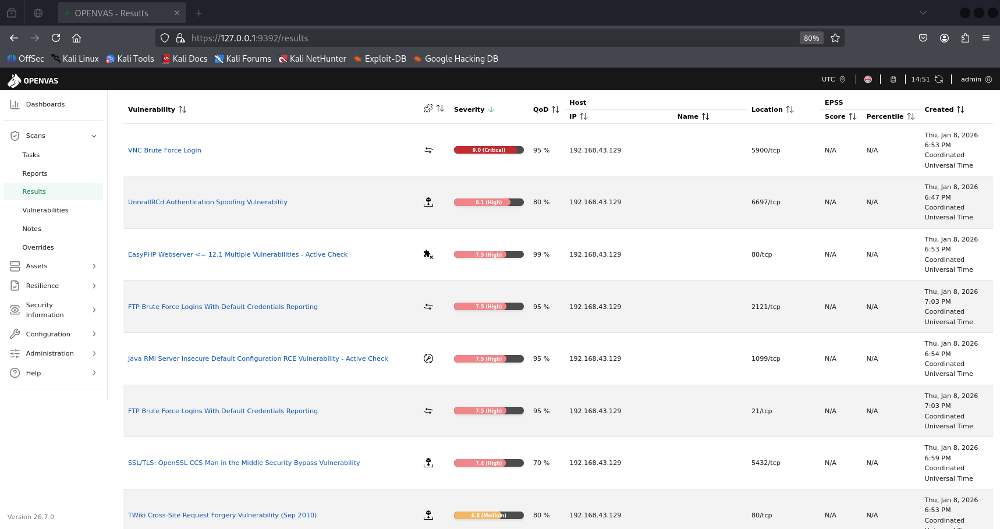 OPENVAS - Results
https://127.0.0.1:9392/results
80%
OffSec Kali Linux Kali Tools Kali Docs Kali Forums Kali NetHunter Exploit-DB Google Hacking DB
OPENVAS
UTC 14:51 admin
Dashboards
Scans
Tasks
Reports
Results
Vulnerabilities
Notes
Overrides
Assets
Resilience
Security
Information
Configuration
Administration
Help
Version 26.7.0
Host EPSS
Vulnerability Severity QoD Location Created
IP Name Score Percentile
VNC Brute Force Login 9.0 (Critical) 95 % 192.168.43.129 5900/tcp N/A N/A
Thu, Jan 8, 2026
6:53 PM
Coordinated
Universal Time
UnrealIRCd Authentication Spoofing Vulnerability 8.1 (High) 80 % 192.168.43.129 6697/tcp N/A N/A
Thu, Jan 8, 2026
6:47 PM
Coordinated
Universal Time
EasyPHP Webserver <= 12.1 Multiple Vulnerabilities - Active Check 7.5 (High) 99 % 192.168.43.129 80/tcp N/A N/A
Thu, Jan 8, 2026
6:53 PM
Coordinated
Universal Time
FTP Brute Force Logins With Default Credentials Reporting 7.5 (High) 95 % 192.168.43.129 2121/tcp N/A N/A
Thu, Jan 8, 2026
7:03 PM
Coordinated
Universal Time
Java RMI Server Insecure Default Configuration RCE Vulnerability - Active Check 7.5 (High) 95 % 192.168.43.129 1099/tcp N/A N/A
Thu, Jan 8, 2026
6:54 PM
Coordinated
Universal Time
FTP Brute Force Logins With Default Credentials Reporting 7.5 (High) 95 % 192.168.43.129 21/tcp N/A N/A
Thu, Jan 8, 2026
7:03 PM
Coordinated
Universal Time
SSL/TLS: OpenSSL CCS Man in the Middle Security Bypass Vulnerability 7.4 (High) 70 % 192.168.43.129 5432/tcp N/A N/A
Thu, Jan 8, 2026
6:59 PM
Coordinated
Universal Time
TWiki Cross-Site Request Forgery Vulnerability (Sep 2010) 6.8 (Medium) 80 % 192.168.43.129 80/tcp N/A N/A
Thu, Jan 8, 2026
6:53 PM
Coordinated